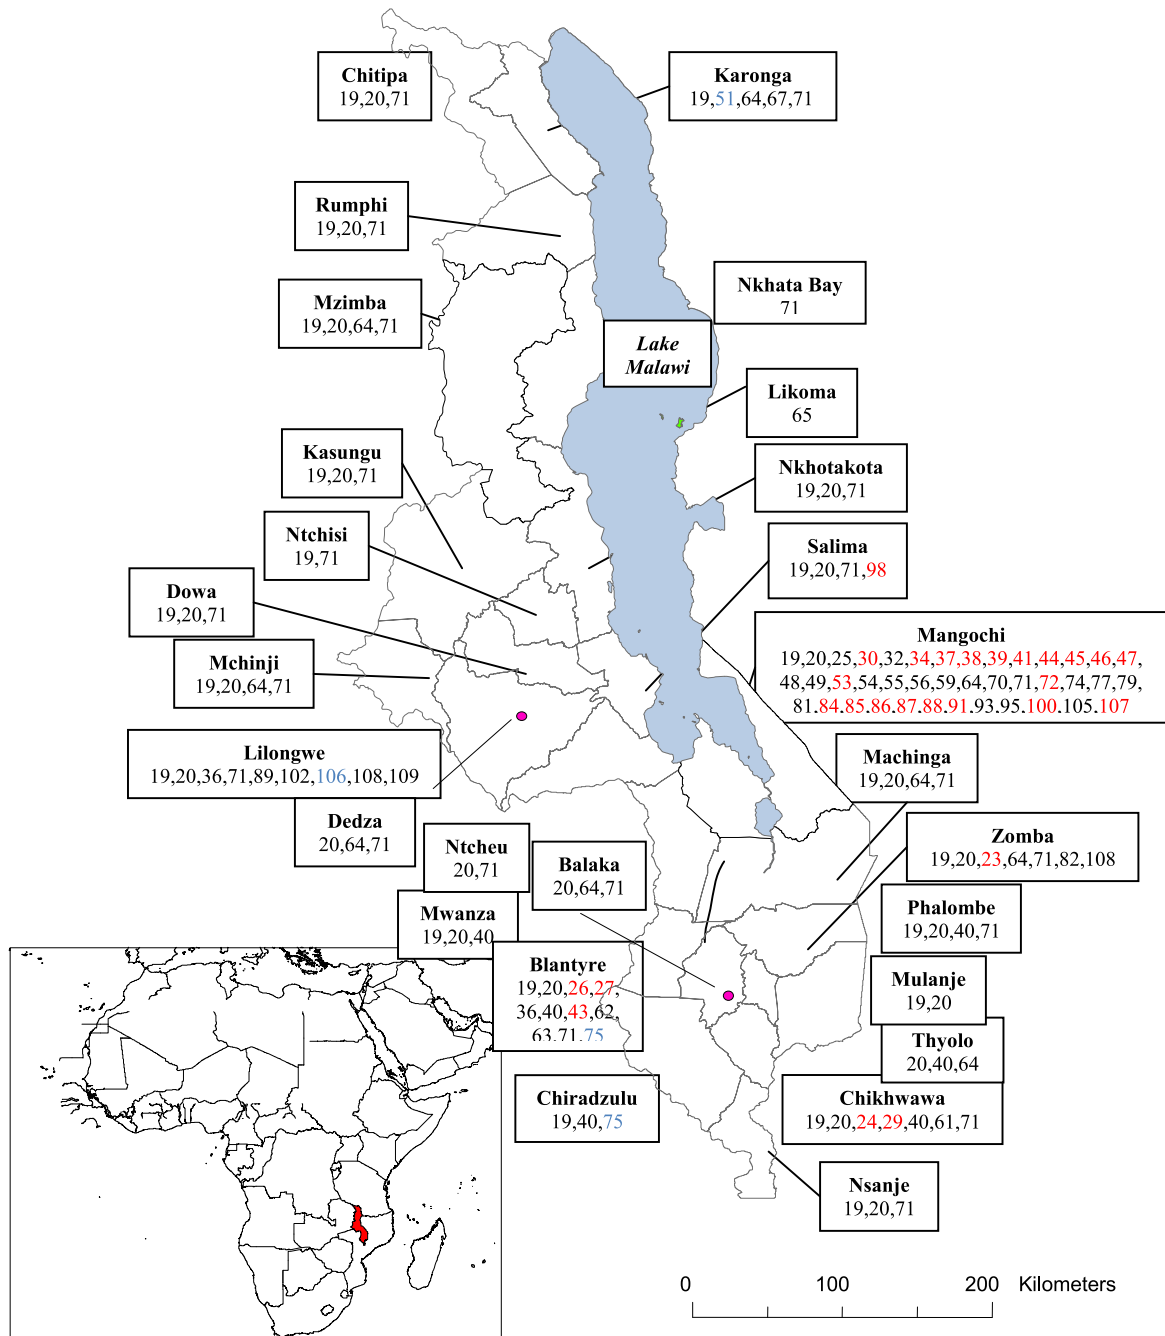 Chitipa
19,20,71
Karonga
19,51,64,67,71
Rumphi
19,20,71
Mzimba
19,20,64,71
Nkhata Bay
71
Lake
Malawi
Likoma
65
Kasungu
19,20,71
Nkhotakota
19,20,71
Ntchisi
19,71
Salima
19,20,71,98
Dowa
19,20,71
Mchinji
19,20,64,71
Mangochi
19,20,25,30,32,34,37,38,39,41,44,45,46,47,
48,49,53,54,55,56,59,64,70,71,72,74,77,79,
81,84,85,86,87,88,91,93,95,100,105,107
Lilongwe
19,20,36,71,89,102,106,108,109
Machinga
19,20,64,71
Dedza
20,64,71
Ntcheu
20,71
Balaka
20,64,71
Zomba
19,20,23,64,71,82,108
Mwanza
19,20,40
Phalombe
19,20,40,71
Blantyre
19,20,26,27,
36,40,43,62,
63,71,75
Mulanje
19,20
Thyolo
20,40,64
Chiradzulu
19,40,75
Chikhwawa
19,20,24,29,40,61,71
Nsanje
19,20,71
0 100 200 Kilometers